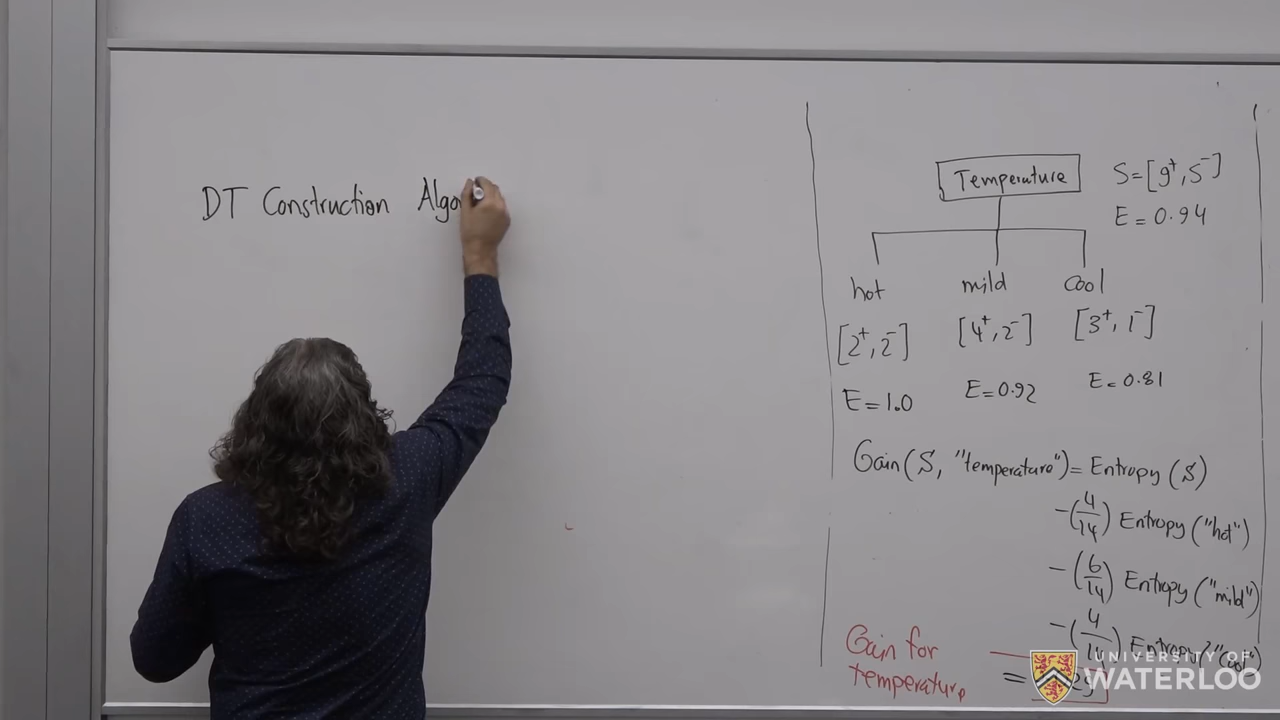 DT Construction Algo
Temperature
S=[9⁺,5⁻]
E=0.94
hot mild cool
[2⁺,2⁻] [4⁺,2⁻] [3⁺,1⁻]
E=1.0 E=0.92 E=0.81
Gain(S, "temperature")= Entropy (S)
-(4/14) Entropy ("hot")
-(6/14) Entropy ("mild")
-(4/14) Entropy
Gain for
temperature =
UNIVERSITY OF
WATERLOO